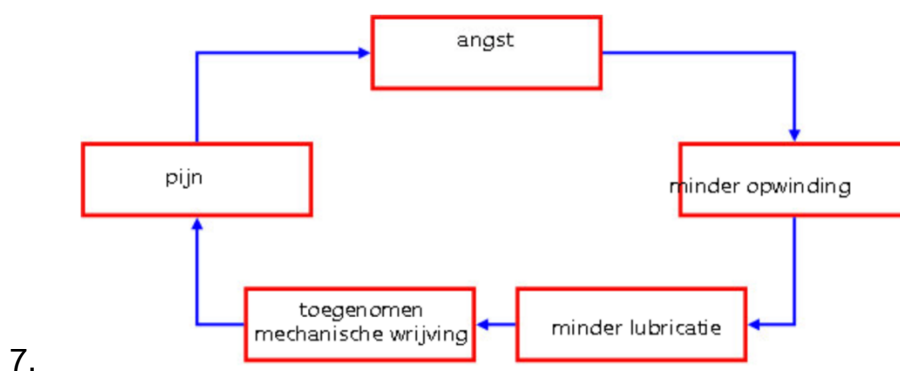 angst
pijn
minder opwinding
toegenomen
mechanische wrijving
minder lubricatie
7.